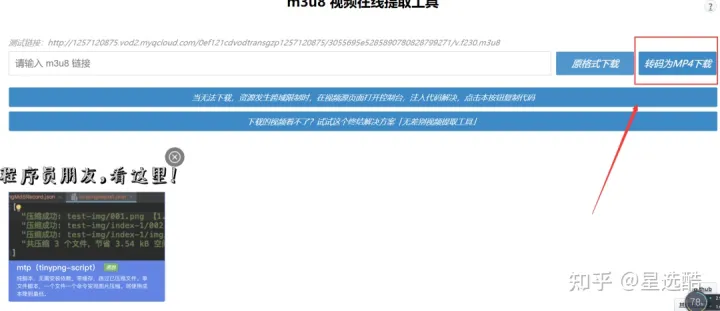 m3u8 视频在线提取工具
?
测试链接：http://1257120875.vod2.myqcloud.com/0ef121cdvodtransgzp1257120875/3055695e5285890780828799271/v.f230.m3u8
请输入 m3u8 链接
原格式下载
转码为MP4下载
当无法下载，资源发生跨域限制时，在视频源页面打开控制台，注入代码解决，点击本按钮复制代码
下载的视频看不了？试试这个终结解决方案「无差别视频提取工具」
程序员朋友,看这里!
"压缩成功: test-img/001.png
"压缩成功: test-img/index-1/002
"压缩成功: test-img/index-1/img
"共压缩 3 个文件, 节省 3.54 kB 空间
mtp（tinypng-script）
知乎 @星选酷
78